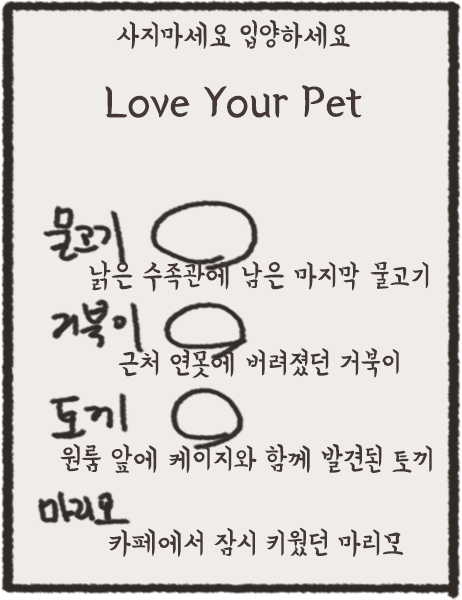 사지마세요 입양하세요
Love Your Pet
물고기
낡은 수족관에 남은 마지막 물고기
거북이
근처 연못에 버려졌던 거북이
토끼
원룸 앞에 케이지와 함께 발견된 토끼
마리모
카페에서 잠시 키웠던 마리모